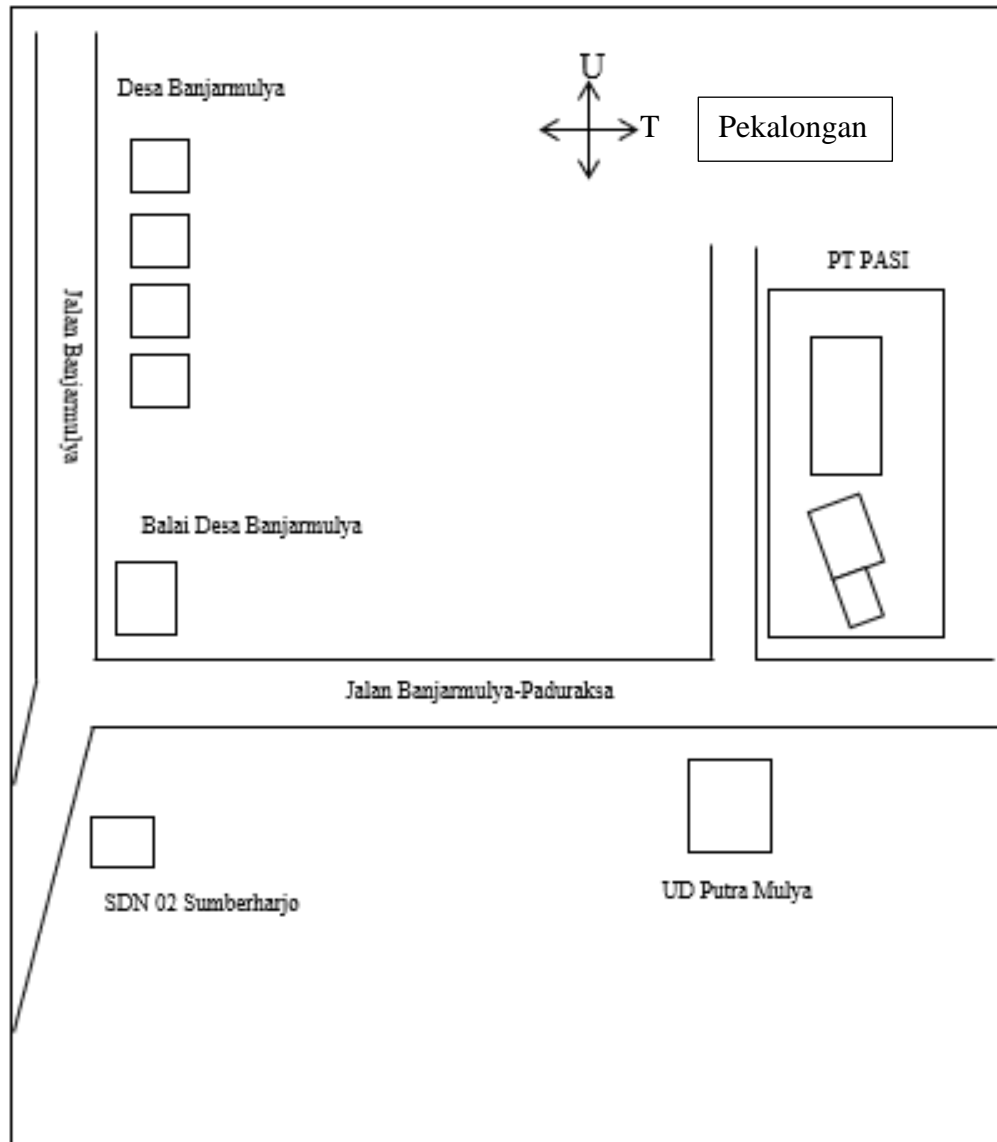 U
Desa Banjarmulya
T
Pekalongan
PT PASI
Jalan Banjarmulya
Balai Desa Banjarmulya
Jalan Banjarmulya-Paduraksa
UD Putra Mulya
SDN 02 Sumberharjo